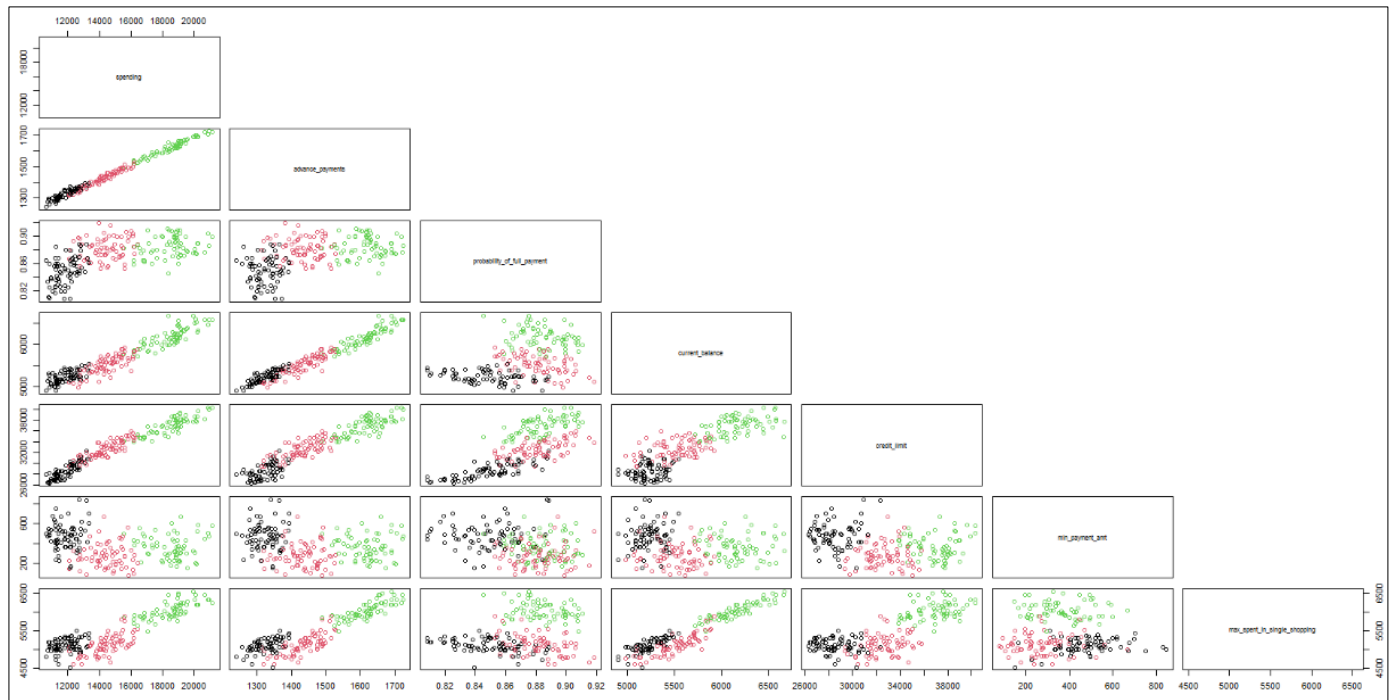 12000 14000 16000 20000
12000 18000
spending
1300 1500 1700
advance_payments
0.82 0.86 0.90
probability_of_full_payment
5000 6000
current_balance
26000 32000 38000
credit_limit
200 600
min_payment_amt
4500 5500 6500
max_spent_in_single_shopping
4500 5500 6500
12000 14000 16000 20000 1300 1400 1500 1600 1700 0.82 0.84 0.86 0.88 0.90 0.92 5000 5500 6000 6500 26000 30000 34000 38000 200 400 600 800 4500 5000 5500 6000 6500